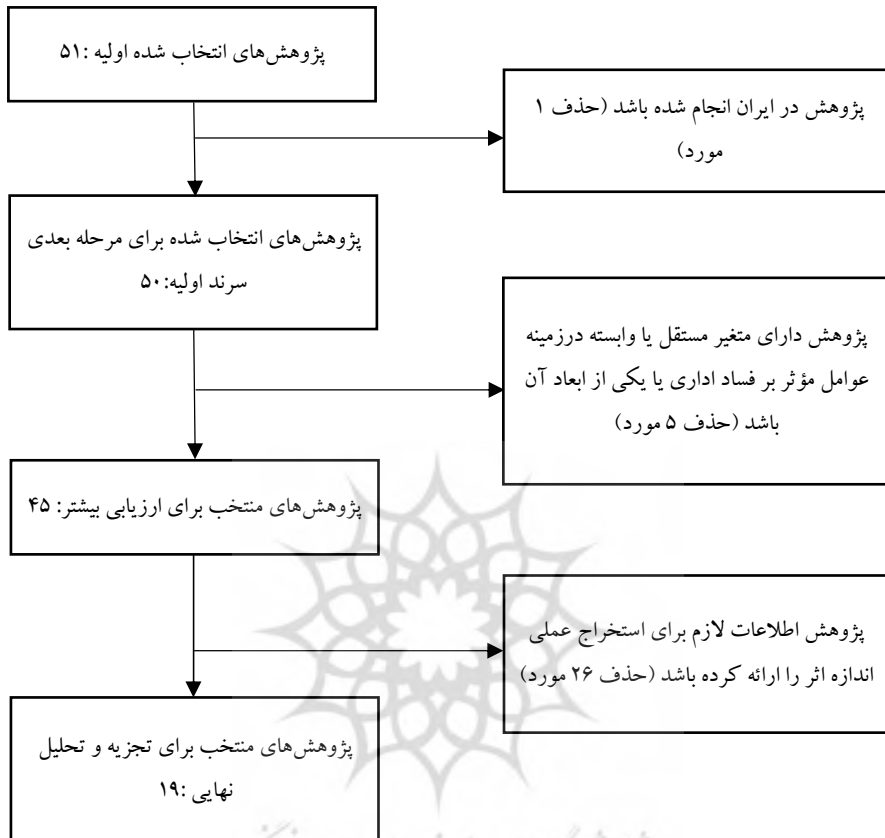 پژوهش‌های انتخاب شده اولیه :۵۱
پژوهش در ایران انجام شده باشد (حذف ۱
مورد)
پژوهش‌های انتخاب شده برای مرحله بعدی
سرند اولیه:۵۰
پژوهش دارای متغیر مستقل یا وابسته درزمینه
عوامل مؤثر بر فساد اداری یا یکی از ابعاد آن
باشد (حذف ۵ مورد)
پژوهش‌های منتخب برای ارزیابی بیشتر: ۴۵
پژوهش اطلاعات لازم برای استخراج عملی
اندازه اثر را ارائه کرده باشد (حذف ۲۶ مورد)
پژوهش‌های منتخب برای تجزیه و تحلیل
نهایی :۱۹